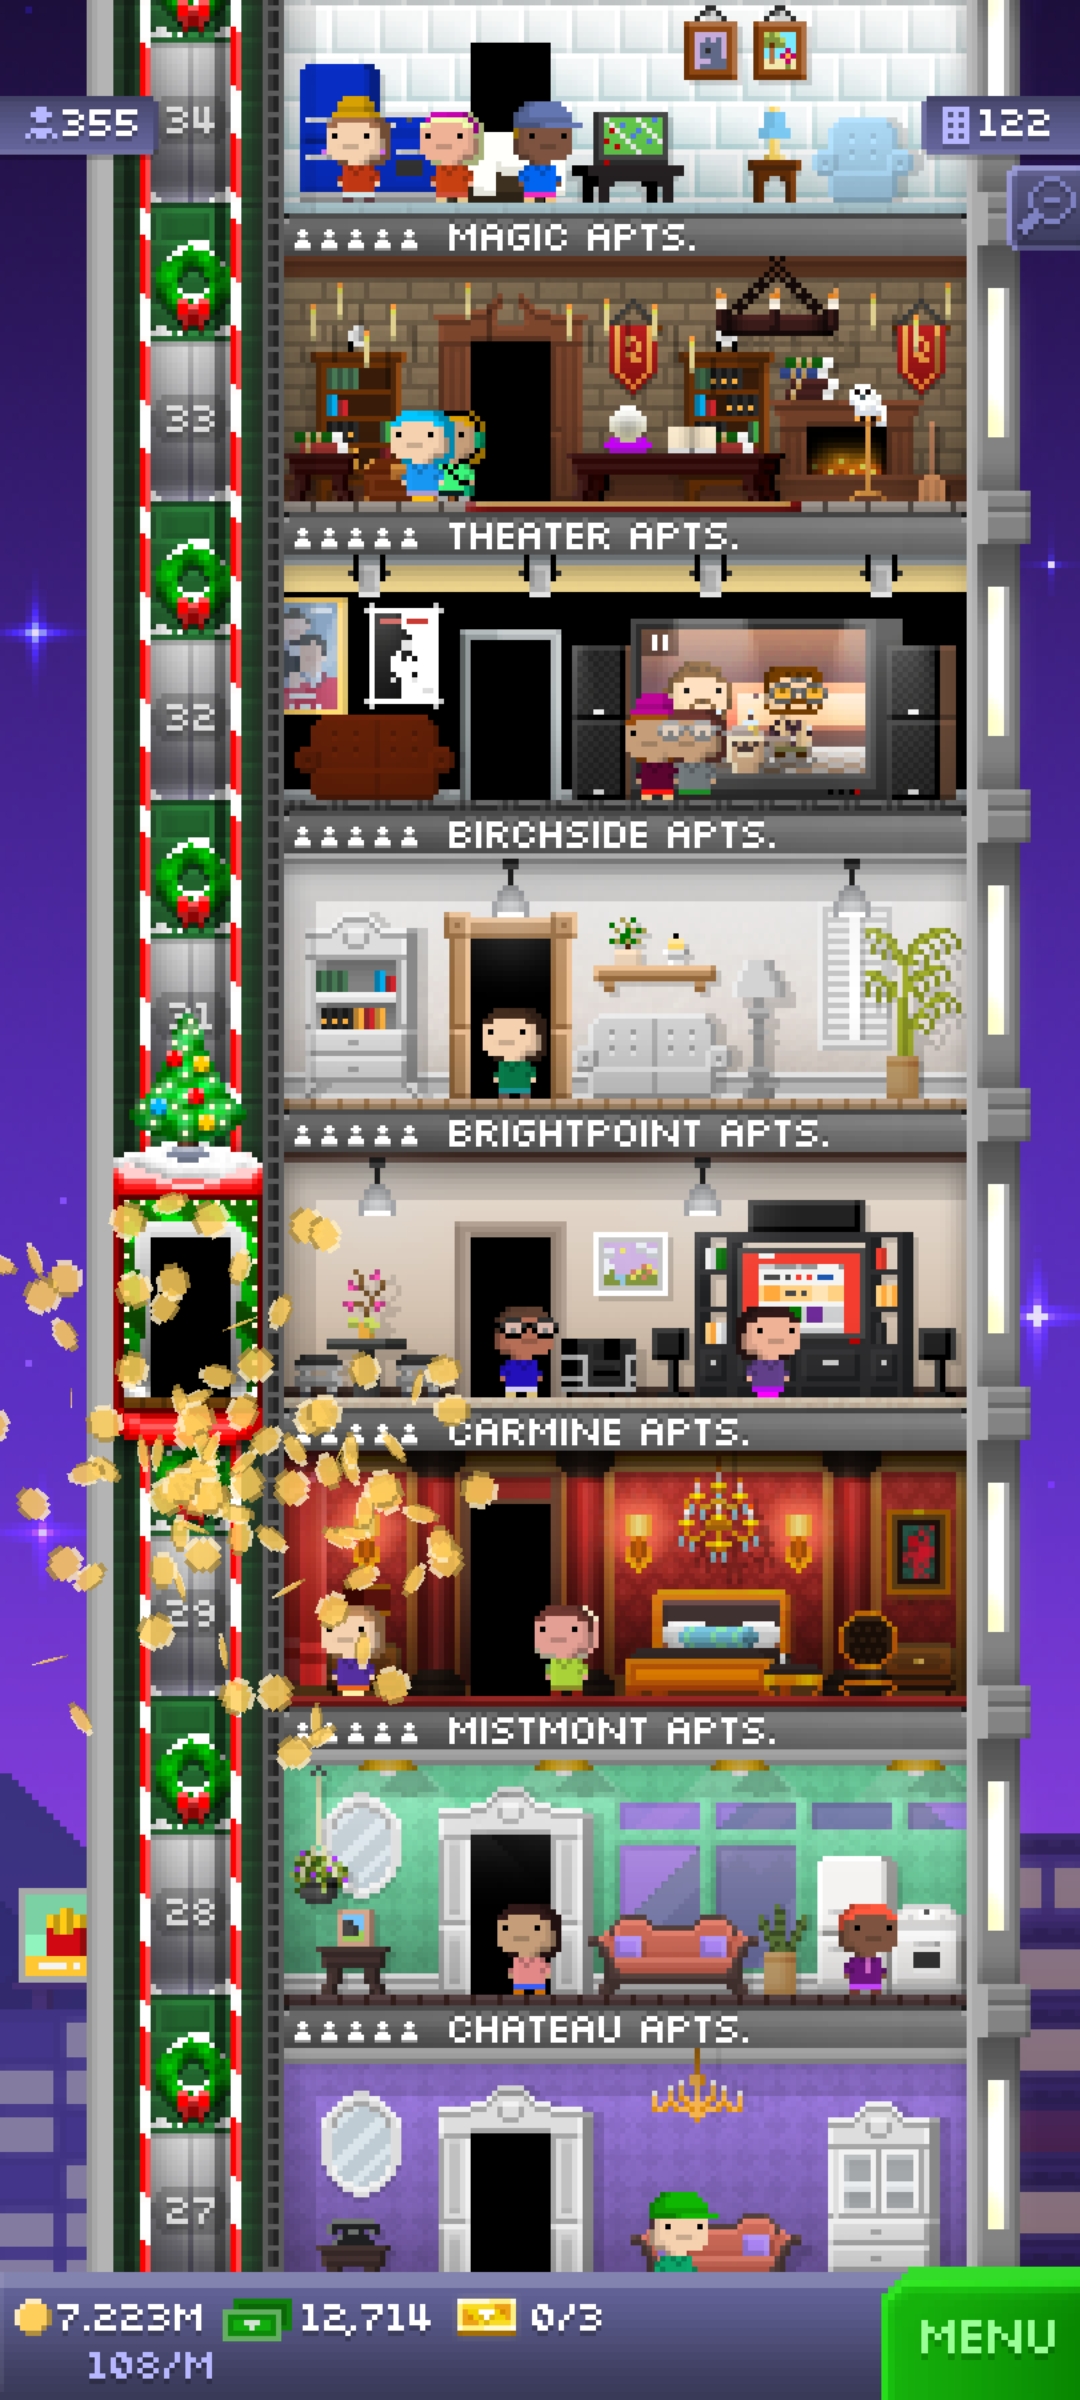 34
355
122
MAGIC APTS.
33
THEATER APTS.
32
BIRCHSIDE APTS.
BRIGHTPOINT APTS.
CARMINE APTS.
29
MISTMONT APTS.
28
CHATEAU APTS.
27
7.223M 12,714 0/3
108/M
MENU